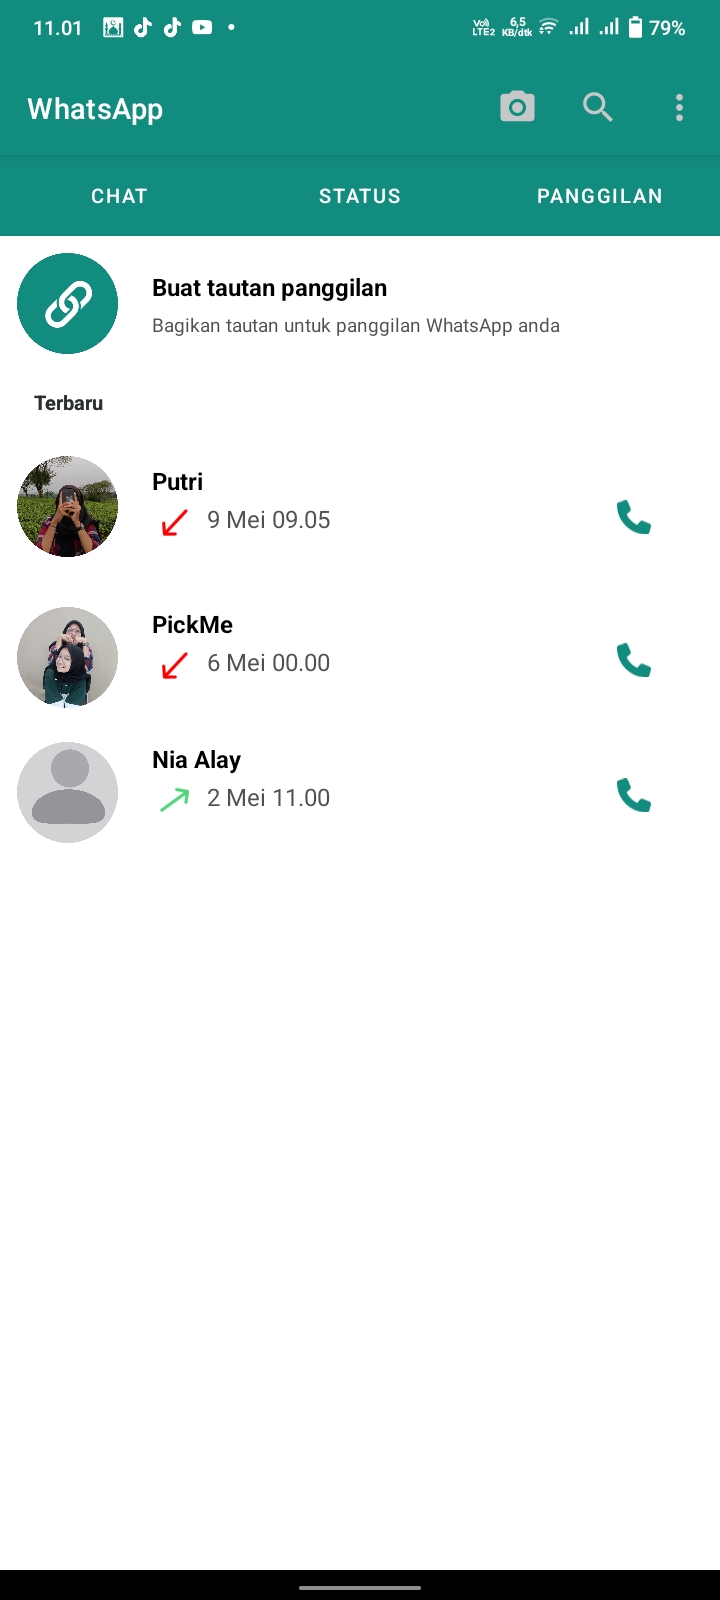 11.01
Vo)) LTE2 6,5 KB/dtk 79%
WhatsApp
CHAT STATUS PANGGILAN
Buat tautan panggilan
Bagikan tautan untuk panggilan WhatsApp anda
Terbaru
Putri
9 Mei 09.05
PickMe
6 Mei 00.00
Nia Alay
2 Mei 11.00